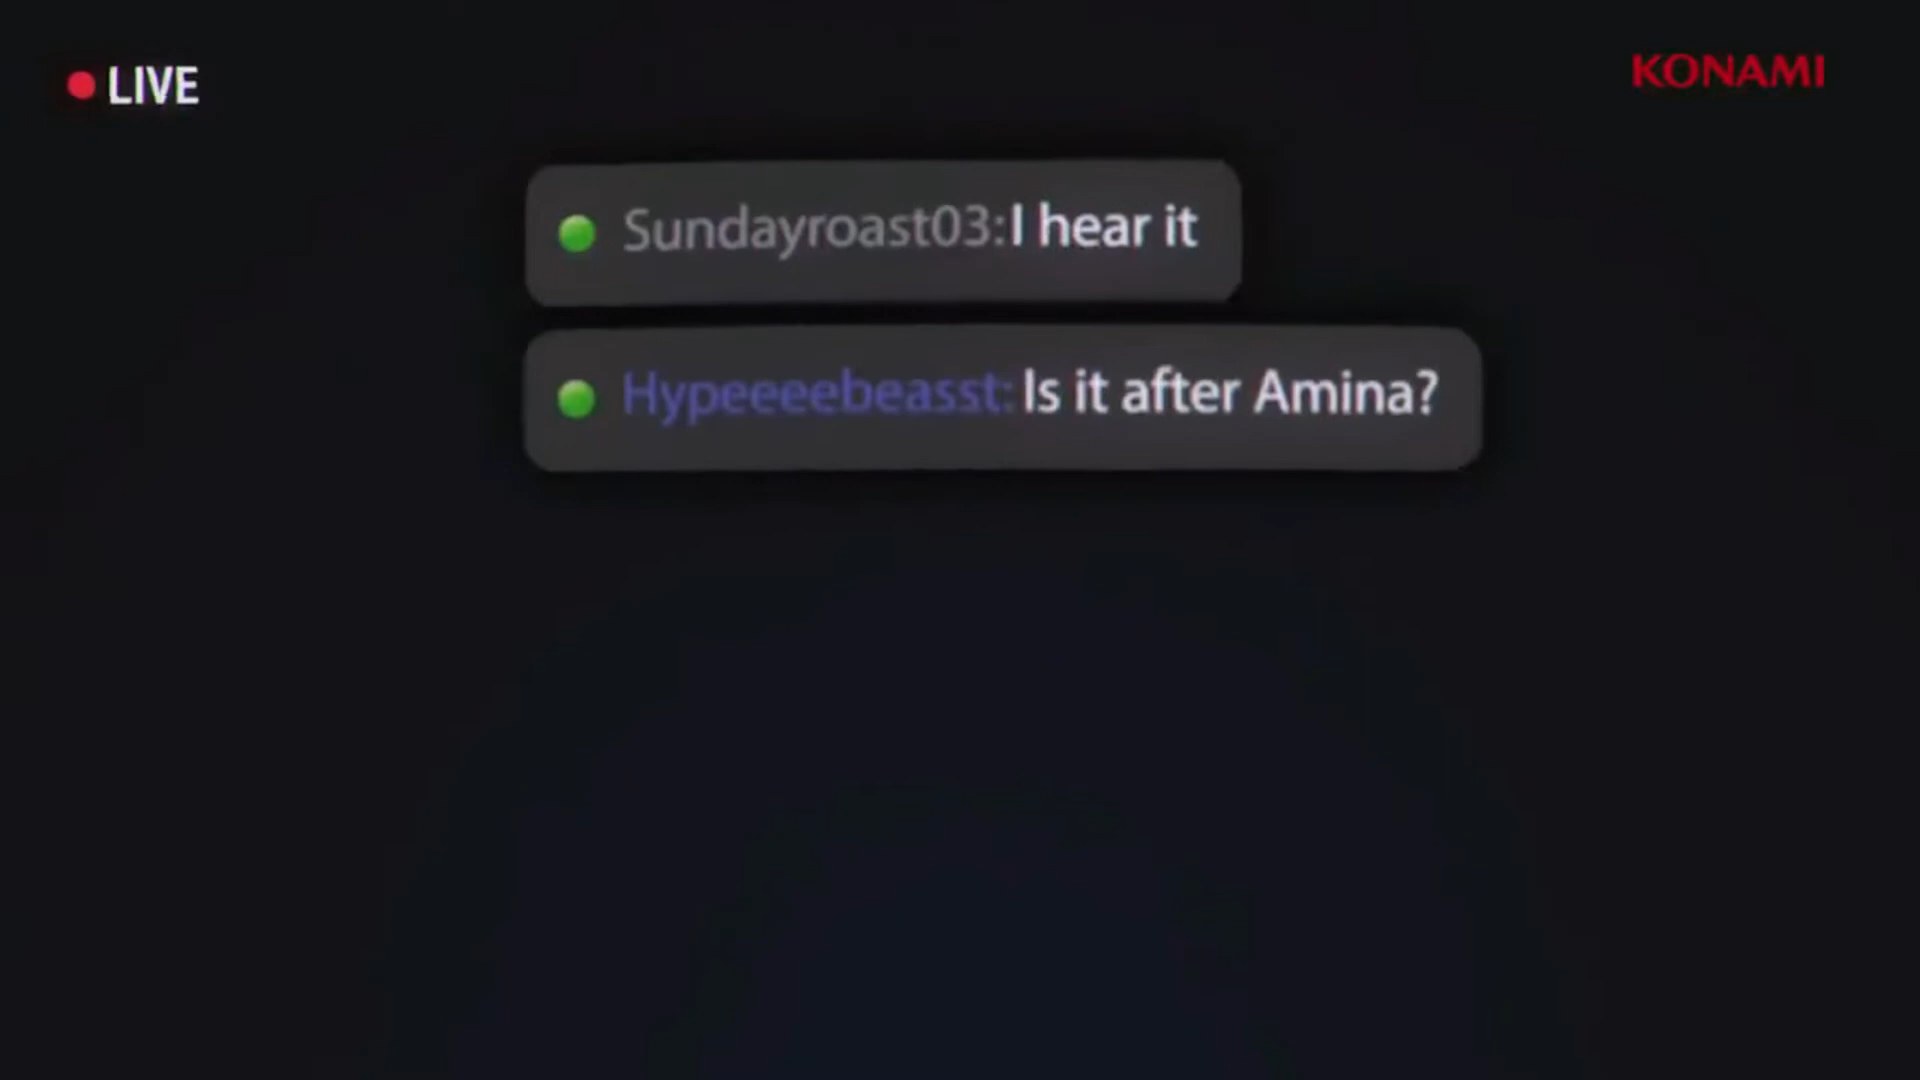 LIVE
KONAMI
Sundayroast03: I hear it
Hypeeeebeasst: Is it after Amina?